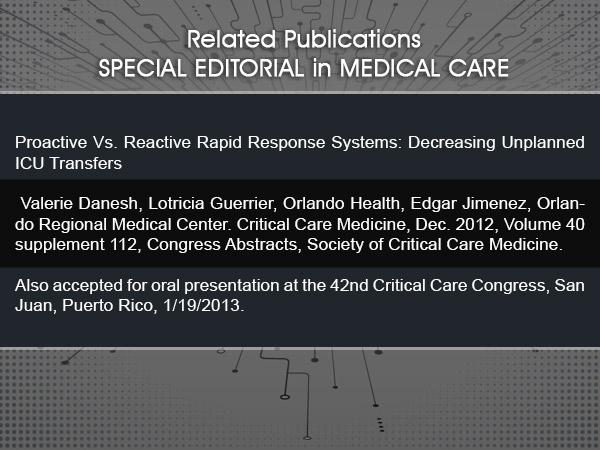 Related Publications
SPECIAL EDITORIAL in MEDICAL CARE
Proactive Vs. Reactive Rapid Response Systems: Decreasing Unplanned
ICU Transfers
Valerie Danesh, Lotricia Guerrier, Orlando Health, Edgar Jimenez, Orlan-
do Regional Medical Center. Critical Care Medicine, Dec. 2012, Volume 40
supplement 112, Congress Abstracts, Society of Critical Care Medicine.
Also accepted for oral presentation at the 42nd Critical Care Congress, San
Juan, Puerto Rico, 1/19/2013.